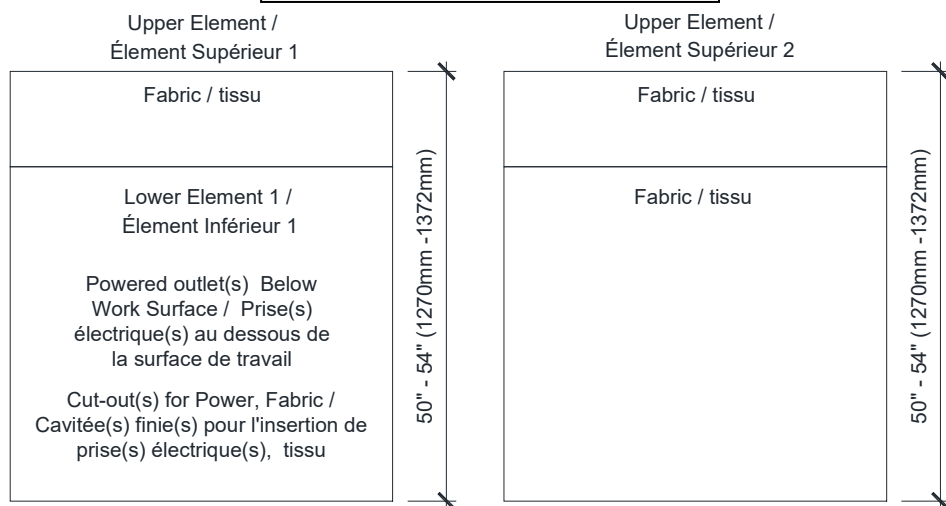 Upper Element /
Élement Supérieur 1
Fabric / tissu
Lower Element 1 /
Élement Inférieur 1
Powered outlet(s) Below
Work Surface / Prise(s)
électrique(s) au dessous de
la surface de travail
Cut-out(s) for Power, Fabric /
Cavitée(s) finie(s) pour l'insertion de
prise(s) électrique(s), tissu
50" - 54" (1270mm -1372mm)
Upper Element /
Élement Supérieur 2
Fabric / tissu
Fabric / tissu
50" - 54" (1270mm -1372mm)